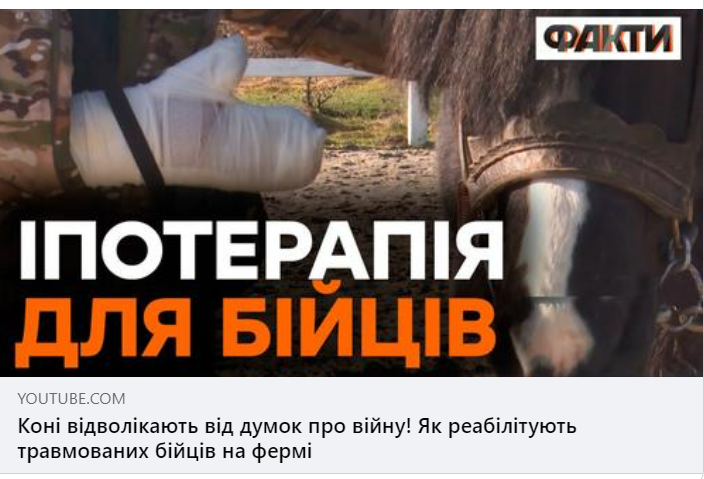 ФАКТИ
ІПОТЕРАПІЯ
ДЛЯ БІЙЦІВ
YOUTUBE.COM
Коні відволікають від думок про війну! Як реабілітують
травмованих бійців на фермі